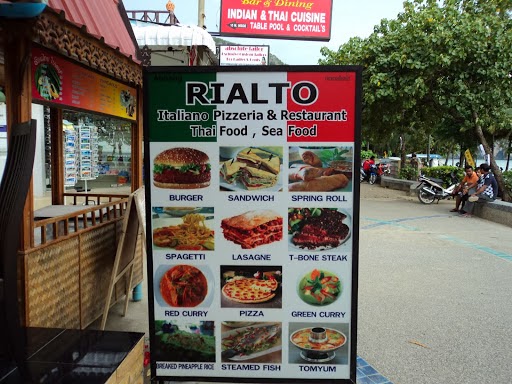 Bar & Dining
INDIAN & THAI CUISINE
TABLE POOL & COCKTAIL'S
RIALTO
Italiano Pizzeria & Restaurant
Thai Food , Sea Food
BURGER
SANDWICH
SPRING ROLL
SPAGETTI
LASAGNE
T-BONE STEAK
RED CURRY
PIZZA
GREEN CURRY
BREAKED PINEAPPLE RICE
STEAMED FISH
TOMYUM